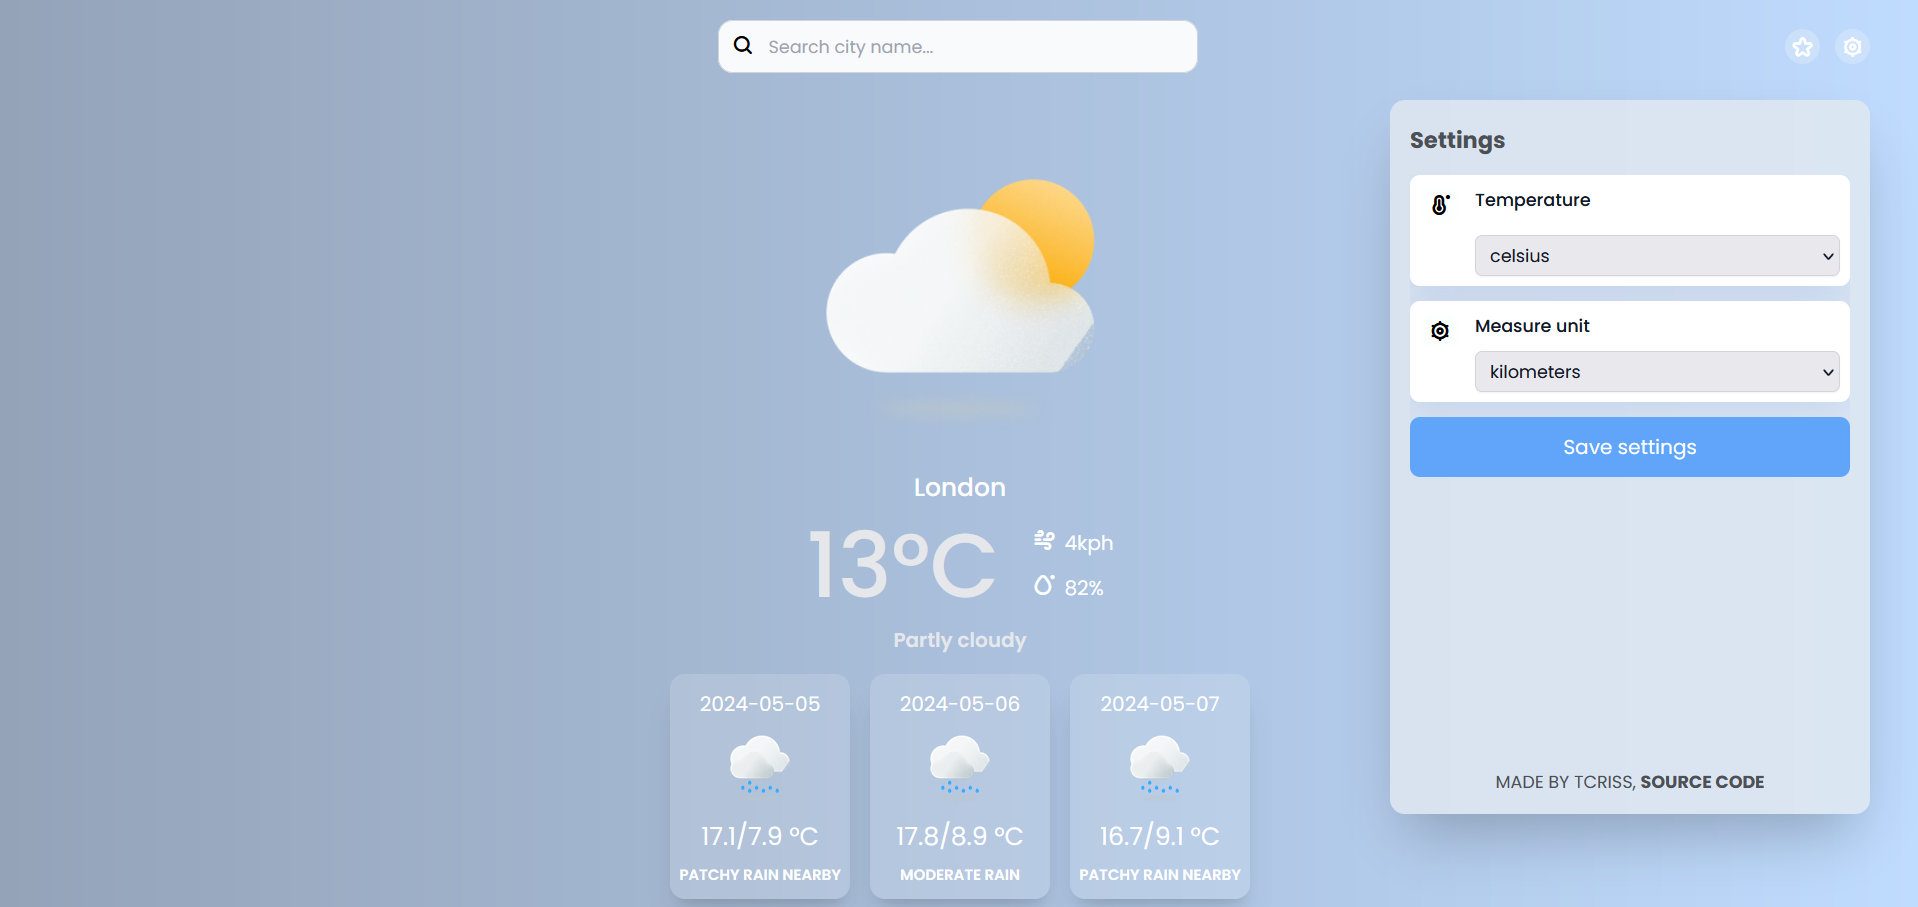 Search city name...
Settings
Temperature
celsius
Measure unit
kilometers
Save settings
London
13°C
4kph
82%
Partly cloudy
2024-05-05
17.1/7.9 °C
PATCHY RAIN NEARBY
2024-05-06
17.8/8.9 °C
MODERATE RAIN
2024-05-07
16.7/9.1 °C
PATCHY RAIN NEARBY
MADE BY TCRISS, SOURCE CODE